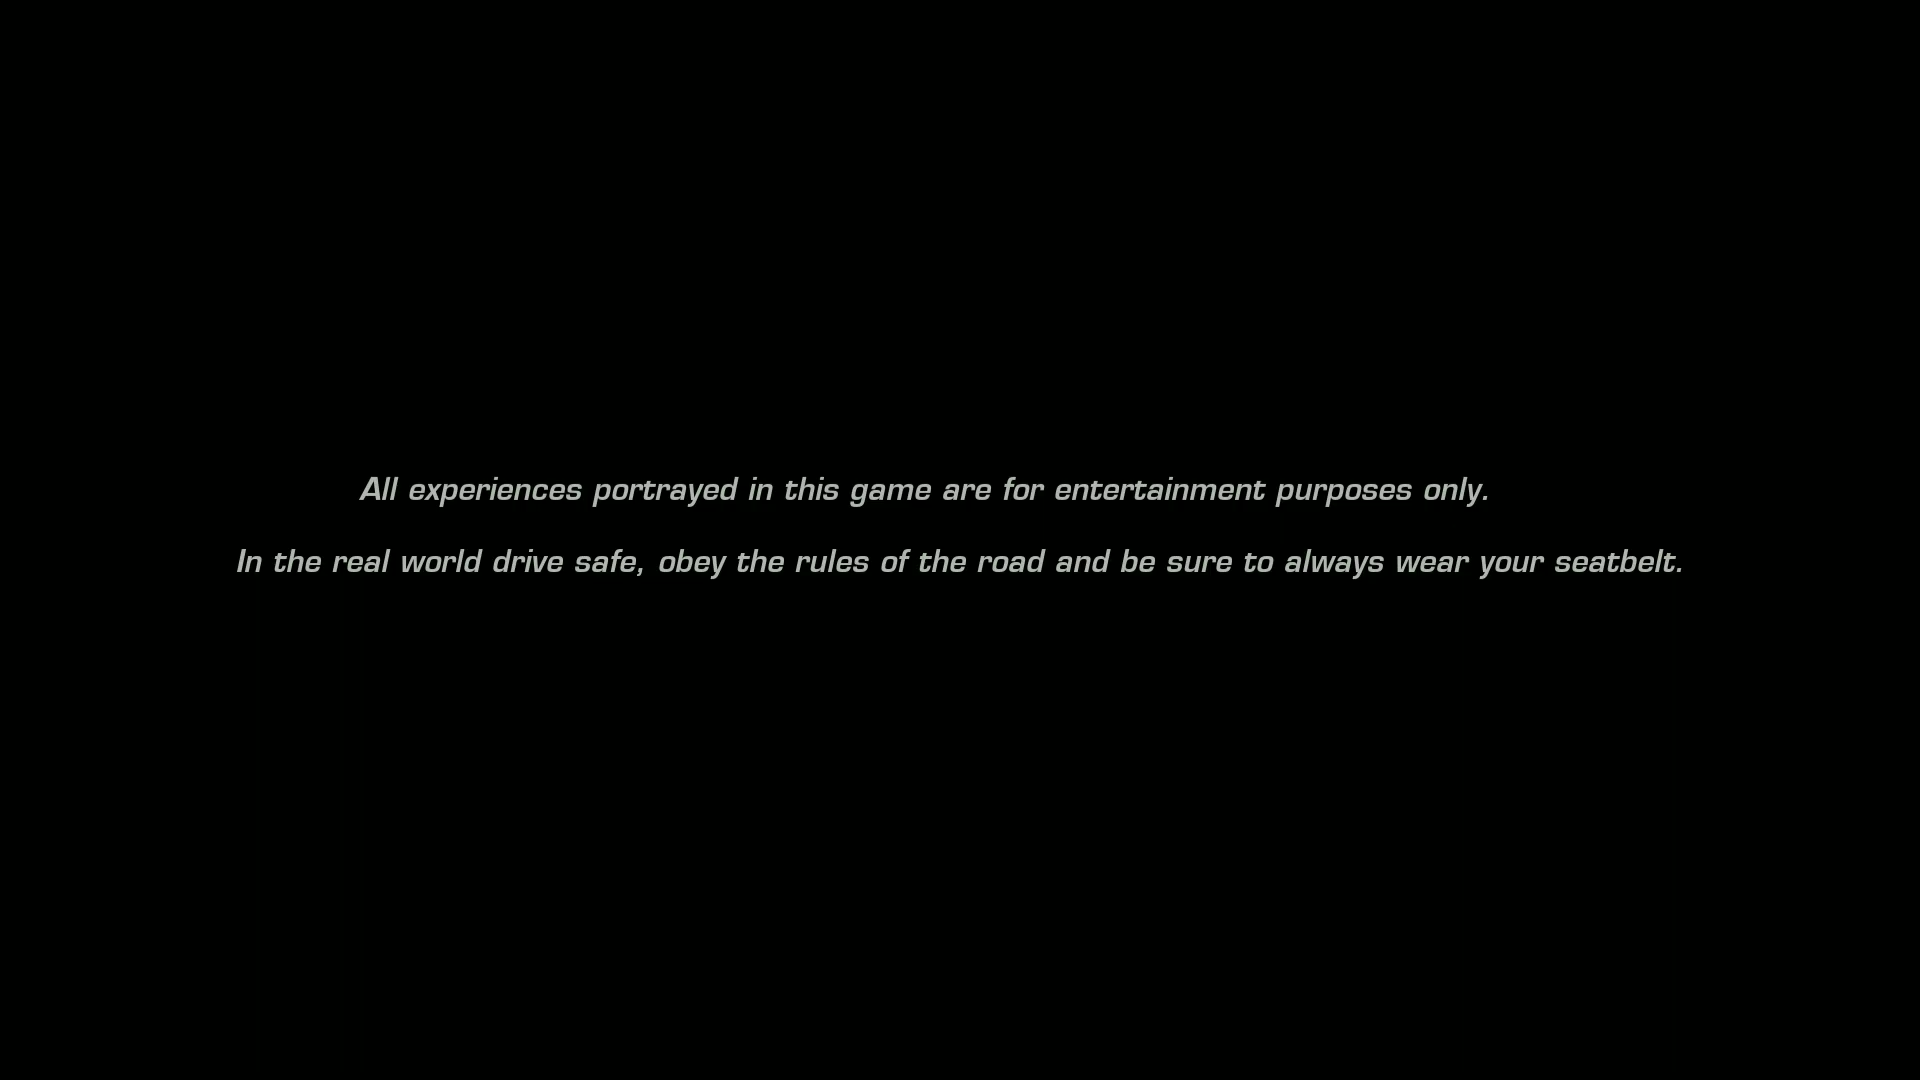 All experiences portrayed in this game are for entertainment purposes only.
In the real world drive safe, obey the rules of the road and be sure to always wear your seatbelt.